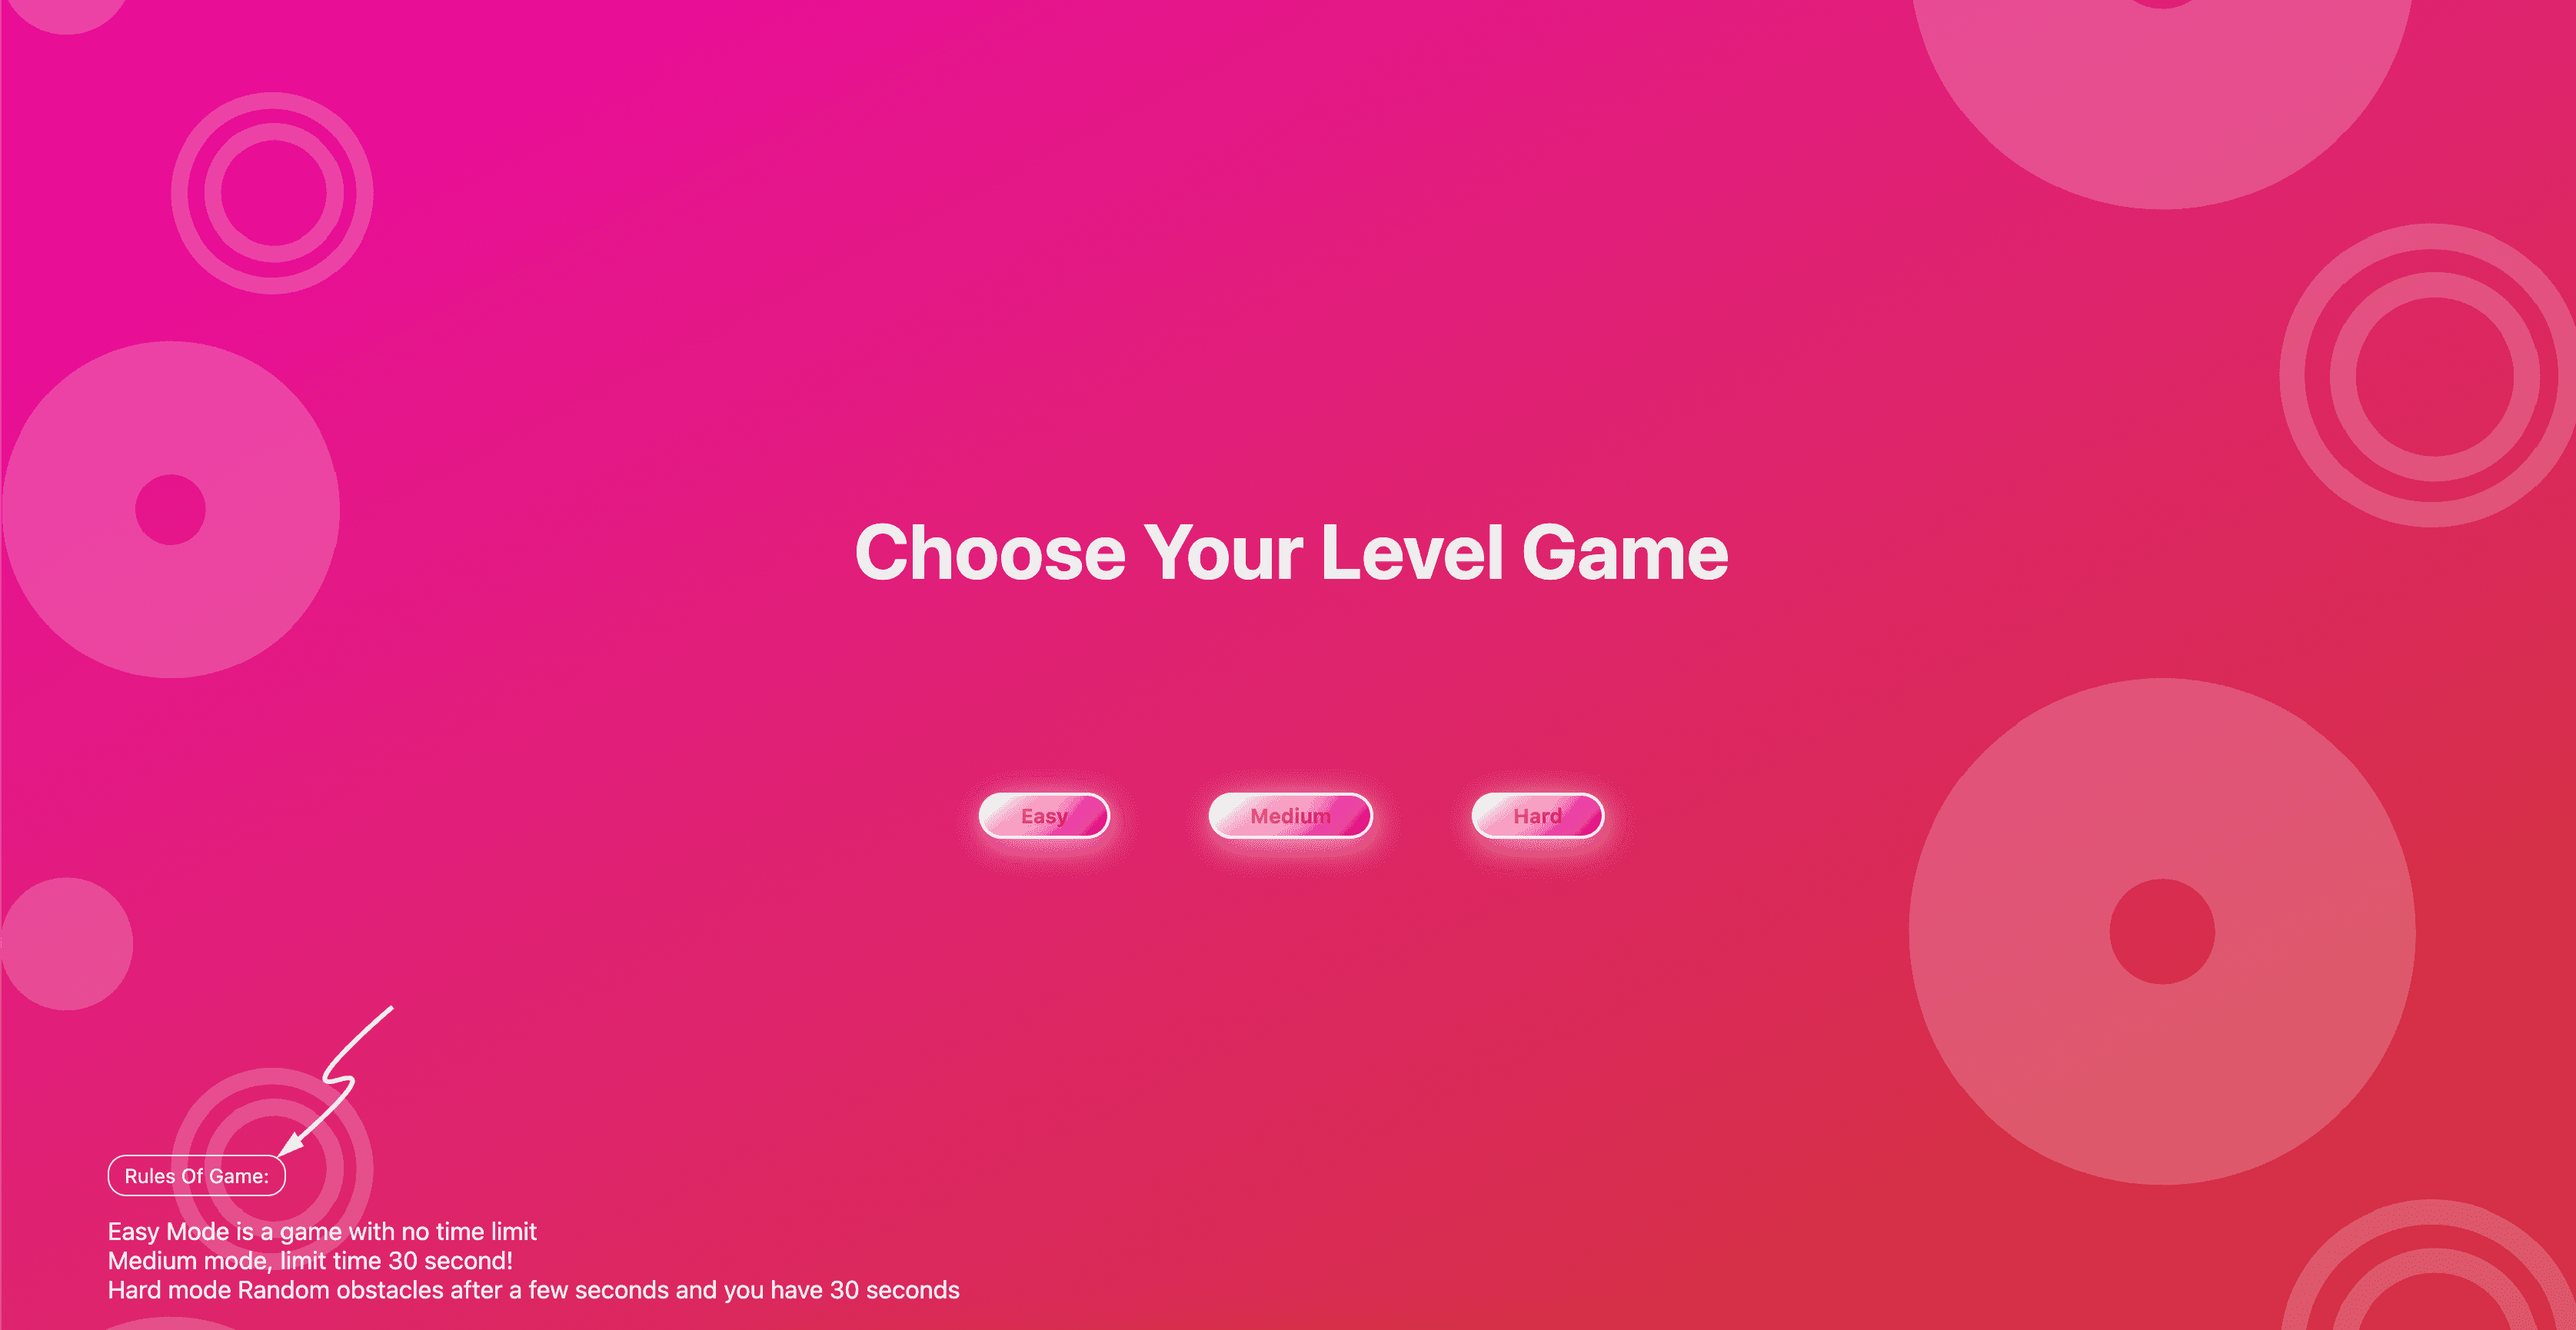 Choose Your Level Game
Easy
Medium
Hard
Rules Of Game:
Easy Mode is a game with no time limit
Medium mode, limit time 30 second!
Hard mode Random obstacles after a few seconds and you have 30 seconds